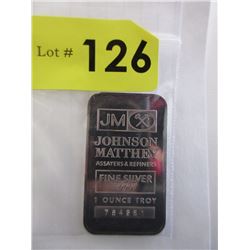 Lot # 126
JM
JOHNSON
MATTHEY
ASSAYERS & REFINERS
FINE SILVER
1 OUNCE TROY